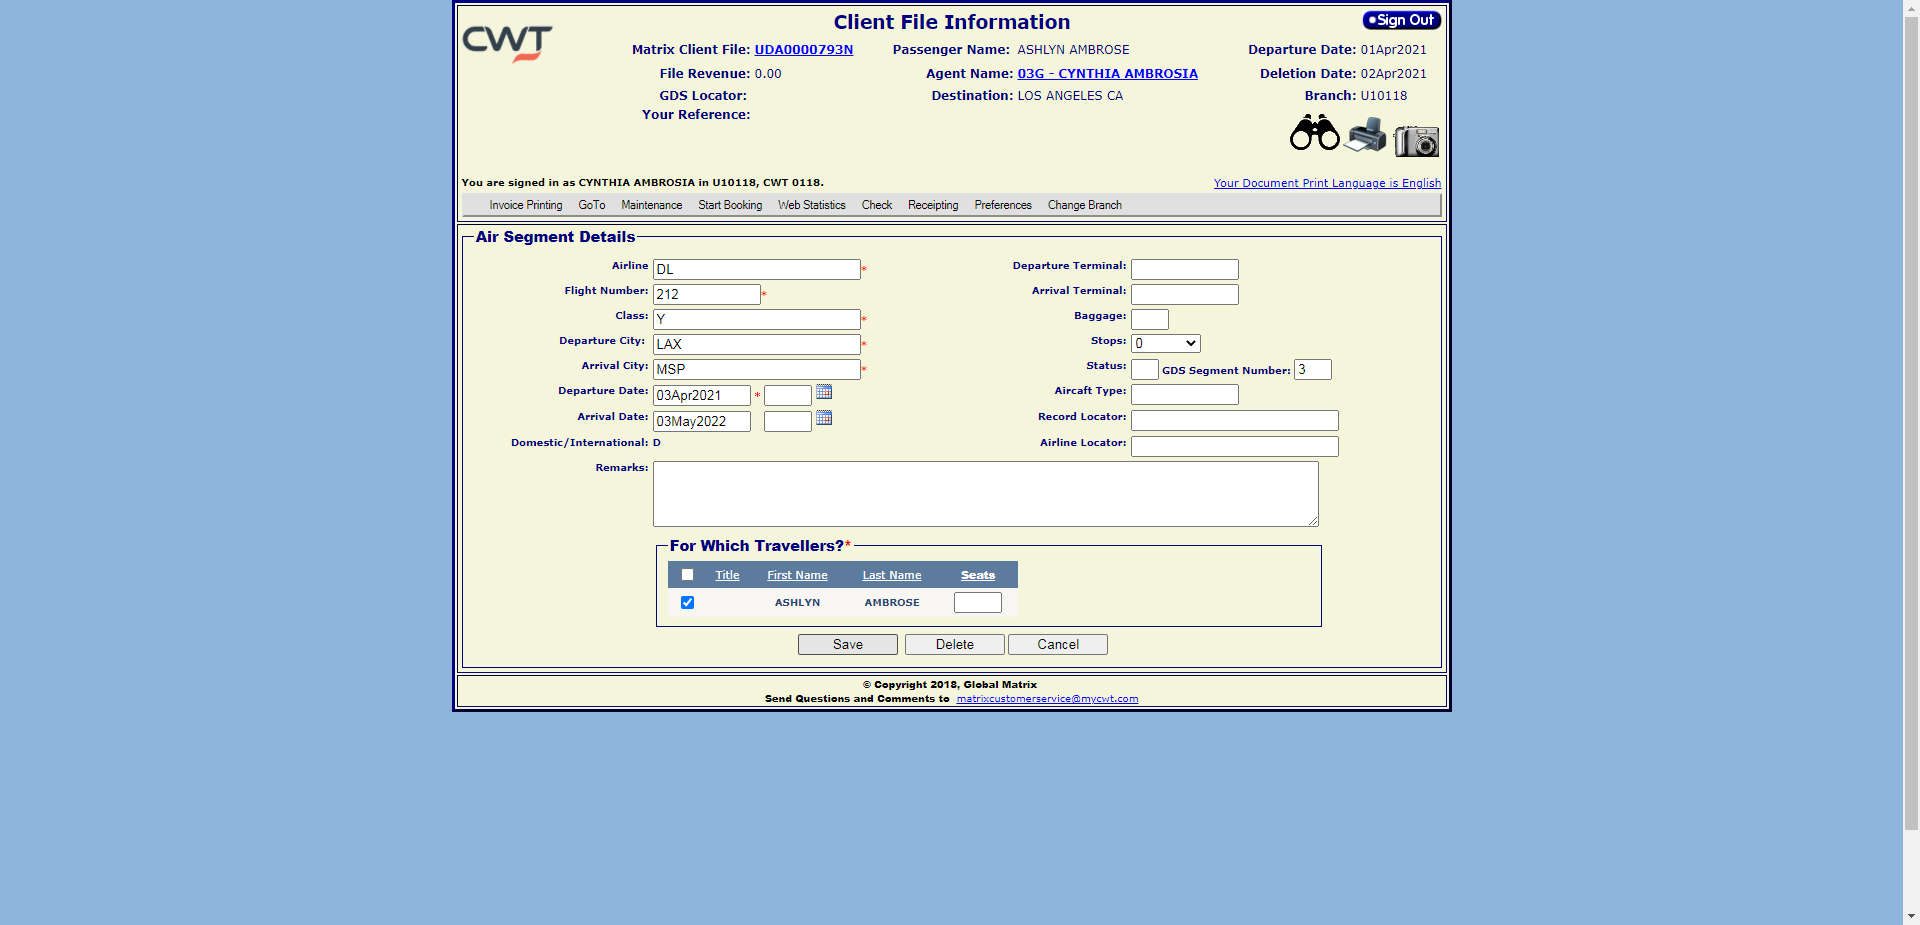 CWT
Client File Information
Sign Out
Matrix Client File: UDA0000793N
Passenger Name: ASHLYN AMBROSE
Departure Date: 01Apr2021
File Revenue: 0.00
Agent Name: 03G - CYNTHIA AMBROSIA
Deletion Date: 02Apr2021
GDS Locator:
Destination: LOS ANGELES CA
Branch: U10118
Your Reference:
You are signed in as CYNTHIA AMBROSIA in U10118, CWT 0118.
Your Document Print Language is English
Invoice Printing GoTo Maintenance Start Booking Web Statistics Check Receipting Preferences Change Branch
Air Segment Details
Airline DL *
Departure Terminal:
Flight Number: 212 *
Arrival Terminal:
Class: Y *
Baggage:
Departure City: LAX *
Stops: 0
Arrival City: MSP *
Status: GDS Segment Number: 3
Departure Date: 03Apr2021 *
Aircaft Type:
Arrival Date: 03May2022
Record Locator:
Domestic/International: D
Airline Locator:
Remarks:
For Which Travellers?*
Title First Name Last Name Seats
ASHLYN AMBROSE
Save Delete Cancel
© Copyright 2018, Global Matrix
Send Questions and Comments to matrixcustomerservice@mycwt.com